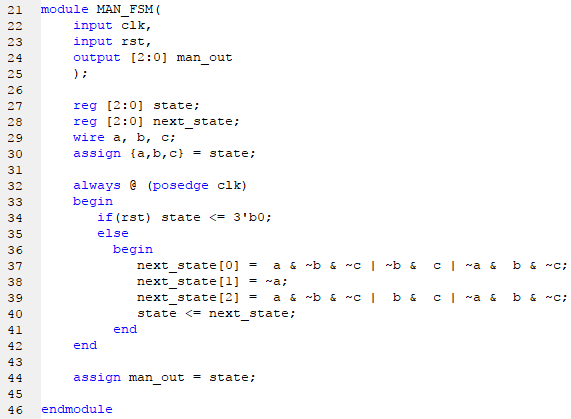 21 module MAN_FSM(
22     input clk,
23     input rst,
24     output [2:0] man_out
25     );
26
27     reg [2:0] state;
28     reg [2:0] next_state;
29     wire a, b, c;
30     assign {a,b,c} = state;
31
32     always @ (posedge clk)
33     begin
34        if(rst) state <= 3'b0;
35        else
36          begin
37             next_state[0] =  a & ~b & ~c | ~b &  c | ~a &  b & ~c;
38             next_state[1] = ~a;
39             next_state[2] =  a & ~b & ~c |  b &  c | ~a &  b & ~c;
40             state <= next_state;
41          end
42     end
43
44     assign man_out = state;
45
46 endmodule